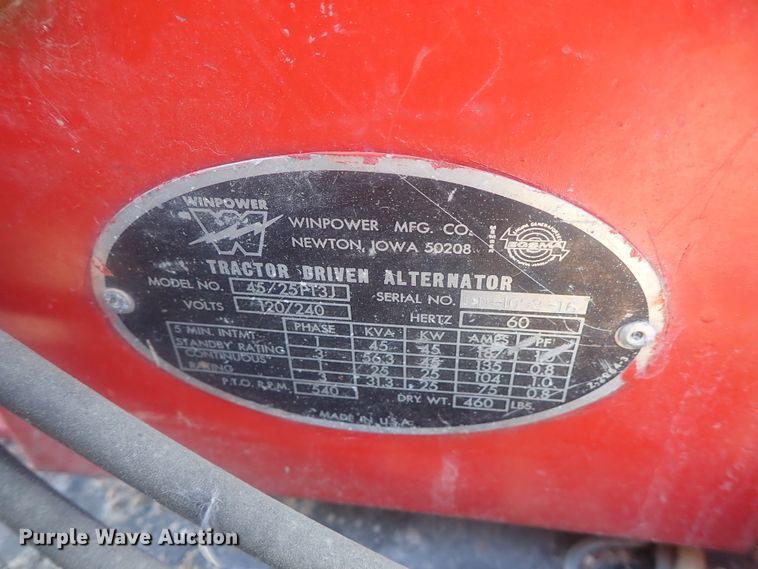 WINPOWER
WINPOWER MFG. CO.
NEWTON, IOWA 50208
EGSMA
TRACTOR DRIVEN ALTERNATOR
MODEL NO. 45/25PT3J SERIAL NO.
VOLTS 120/240 HERTZ 60
PHASE KVA KW AMPS PF
5 MIN. INTMT. 1 45 45
STANDBY RATING 3 56.3 45 135 0.8
CONTINUOUS 1 25 25 104 1.0
RATING 3 31.3 25 75 0.8
P.T.O. R.P.M. 540 DRY WT. 460 LBS.
MADE IN U.S.A.
Purple Wave Auction